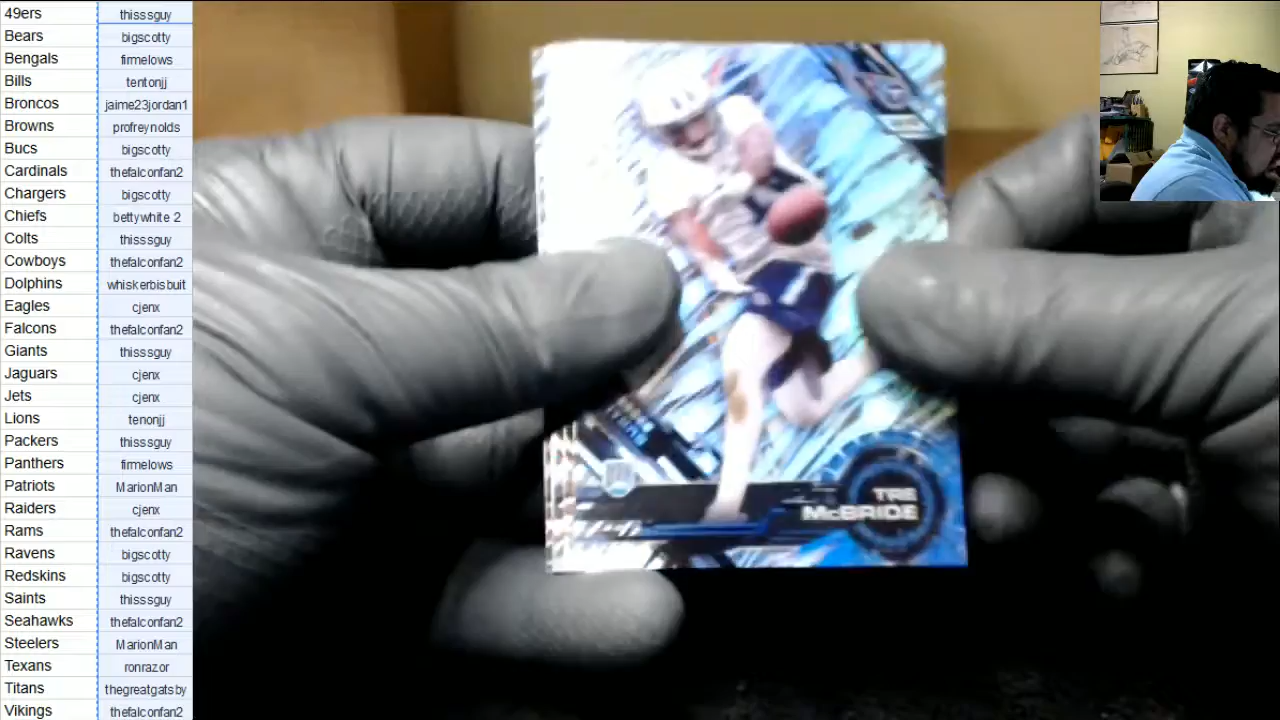 49ers thisssguy
Bears bigscotty
Bengals firmelows
Bills tentonjj
Broncos jaime23jordan1
Browns profreynolds
Bucs bigscotty
Cardinals thefalconfan2
Chargers bigscotty
Chiefs bettywhite 2
Colts thisssguy
Cowboys thefalconfan2
Dolphins whiskerbisbuit
Eagles cjenx
Falcons thefalconfan2
Giants thisssguy
Jaguars cjenx
Jets cjenx
Lions tenonjj
Packers thisssguy
Panthers firmelows
Patriots MarionMan
Raiders cjenx
Rams thefalconfan2
Ravens bigscotty
Redskins bigscotty
Saints thisssguy
Seahawks thefalconfan2
Steelers MarionMan
Texans ronrazor
Titans thegreatgatsby
Vikings thefalconfan2
TRE
McBRIDE